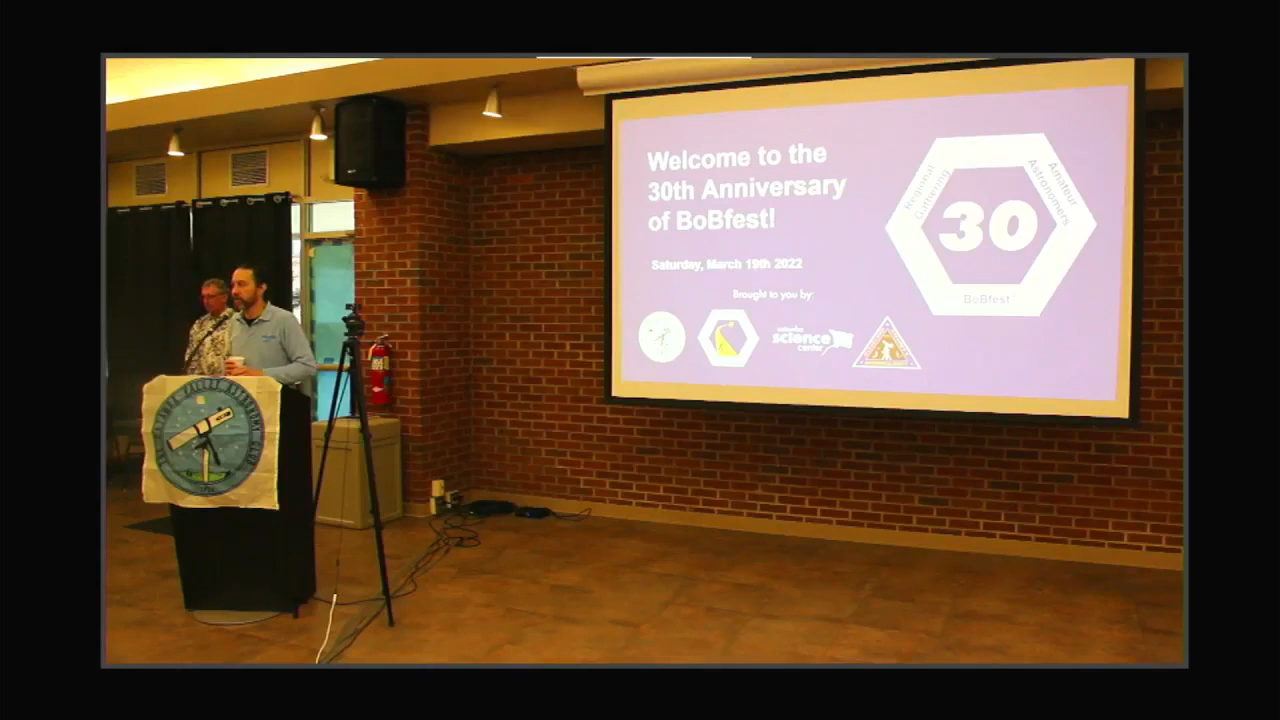 Welcome to the
30th Anniversary
of BoBfest!
Saturday, March 19th 2022
Brought to you by:
science
center
Regional
Gathering
Amateur
Astronomers
30
BoBfest